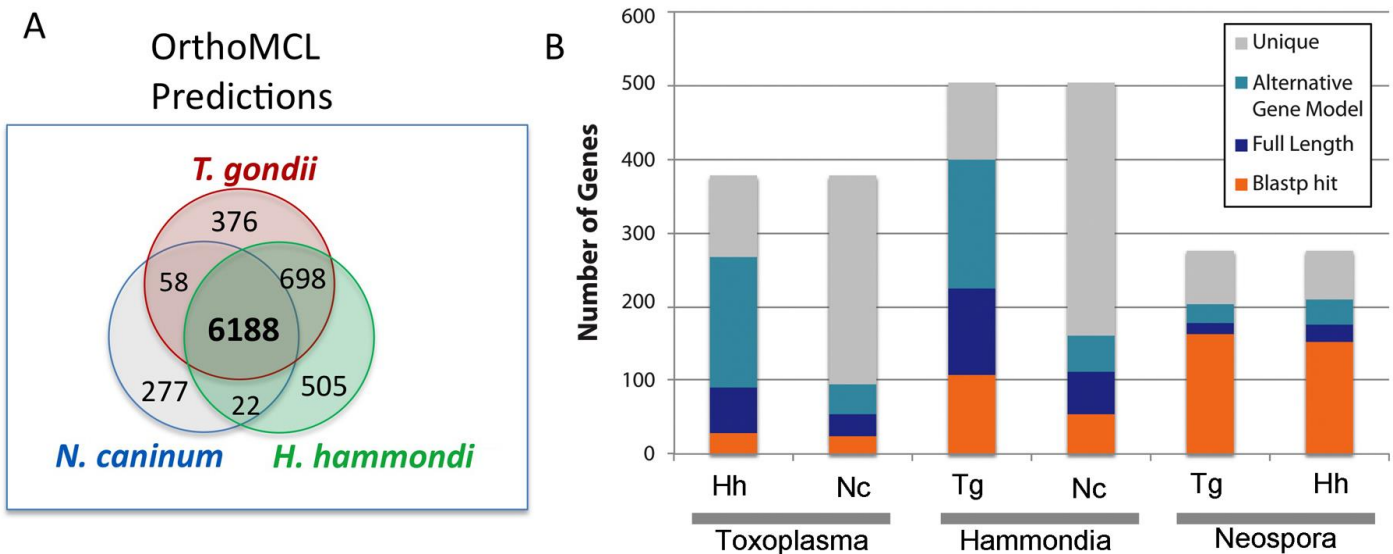 A
OrthoMCL
Predictions
T. gondii
376
58
698
6188
277
22
505
N. caninum
H. hammondi
B
Number of Genes
600
500
400
300
200
100
0
Unique
Alternative
Gene Model
Full Length
Blastp hit
Hh
Nc
Tg
Nc
Tg
Hh
Toxoplasma
Hammondia
Neospora